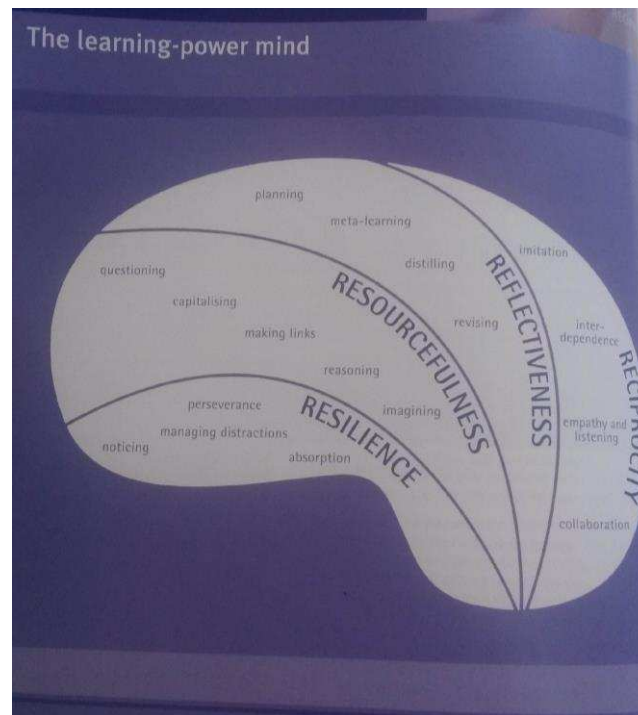 The learning-power mind
planning
meta-learning
distilling
revising
REFLECTIVENESS
imitation
inter-
dependence
empathy and
listening
collaboration
RECIPROCITY
questioning
capitalising
making links
reasoning
imagining
RESOURCEFULNESS
perseverance
managing distractions
noticing
absorption
RESILIENCE